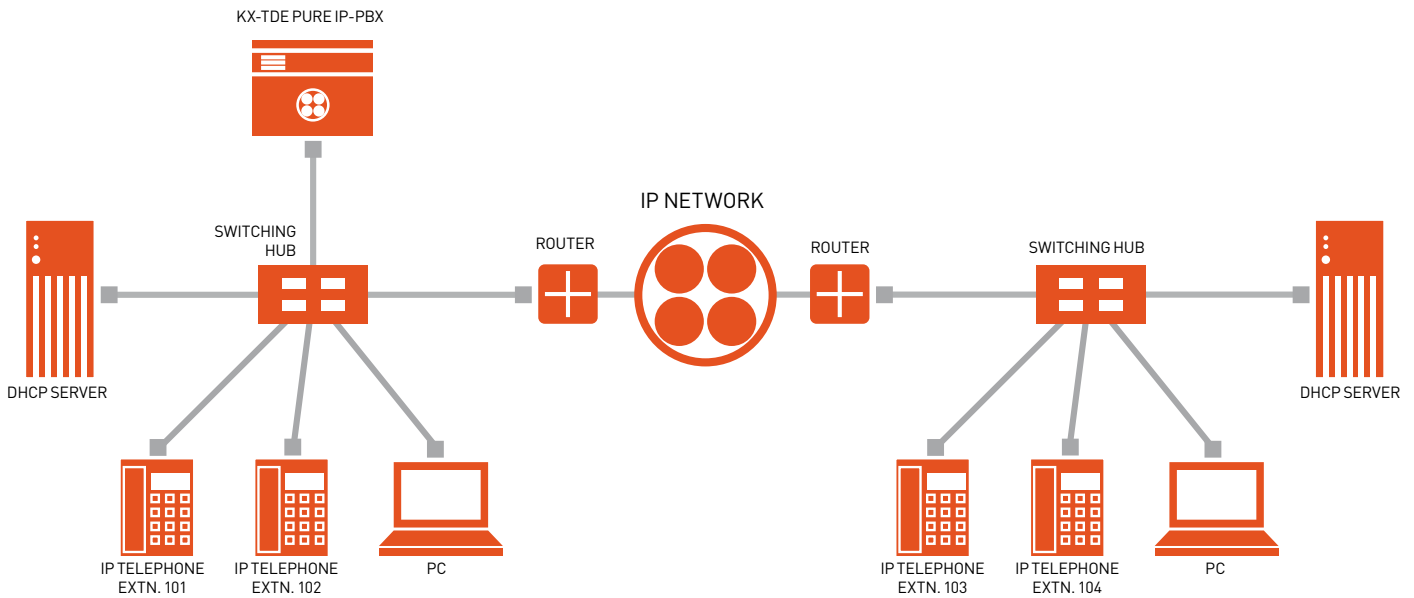 KX-TDE PURE IP-PBX
IP NETWORK
SWITCHING
HUB
ROUTER
ROUTER
SWITCHING HUB
DHCP SERVER
DHCP SERVER
IP TELEPHONE
EXTN. 101
IP TELEPHONE
EXTN. 102
PC
IP TELEPHONE
EXTN. 103
IP TELEPHONE
EXTN. 104
PC